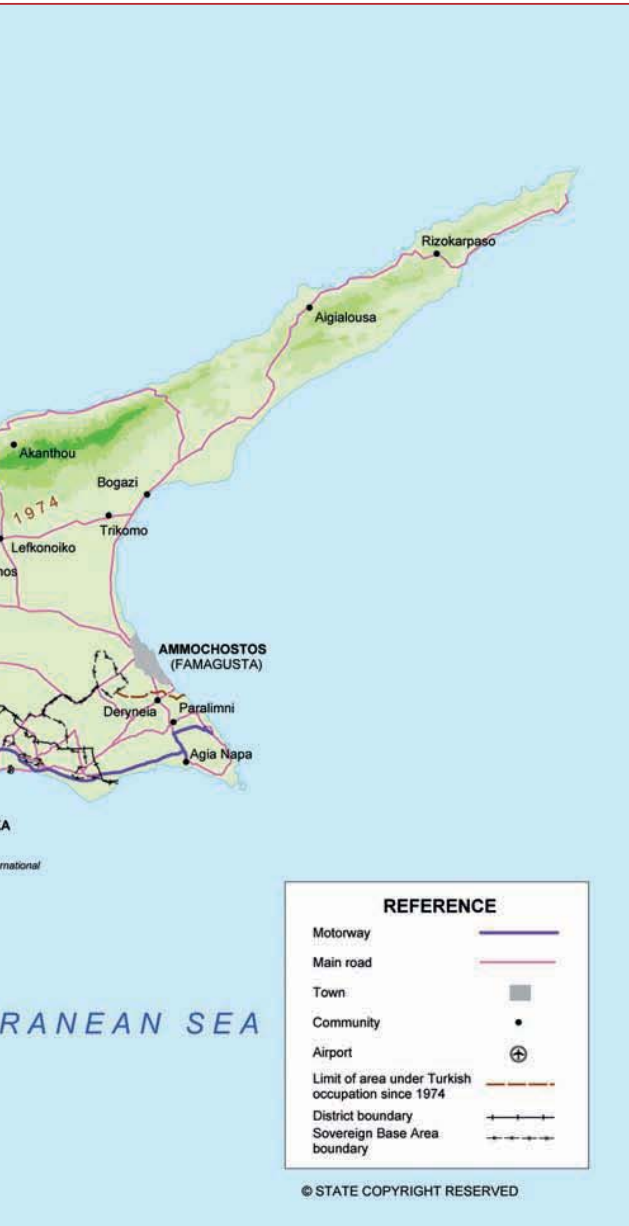 Rizokarpaso
Aigialousa
Akanthou
Bogazi
1974
Trikomo
Lefkonoiko
nos
AMMOCHOSTOS
(FAMAGUSTA)
Deryneia
Paralimni
Agia Napa
A
rnational
RANEAN SEA
REFERENCE
Motorway
Main road
Town
Community
Airport
Limit of area under Turkish
occupation since 1974
District boundary
Sovereign Base Area
boundary
© STATE COPYRIGHT RESERVED